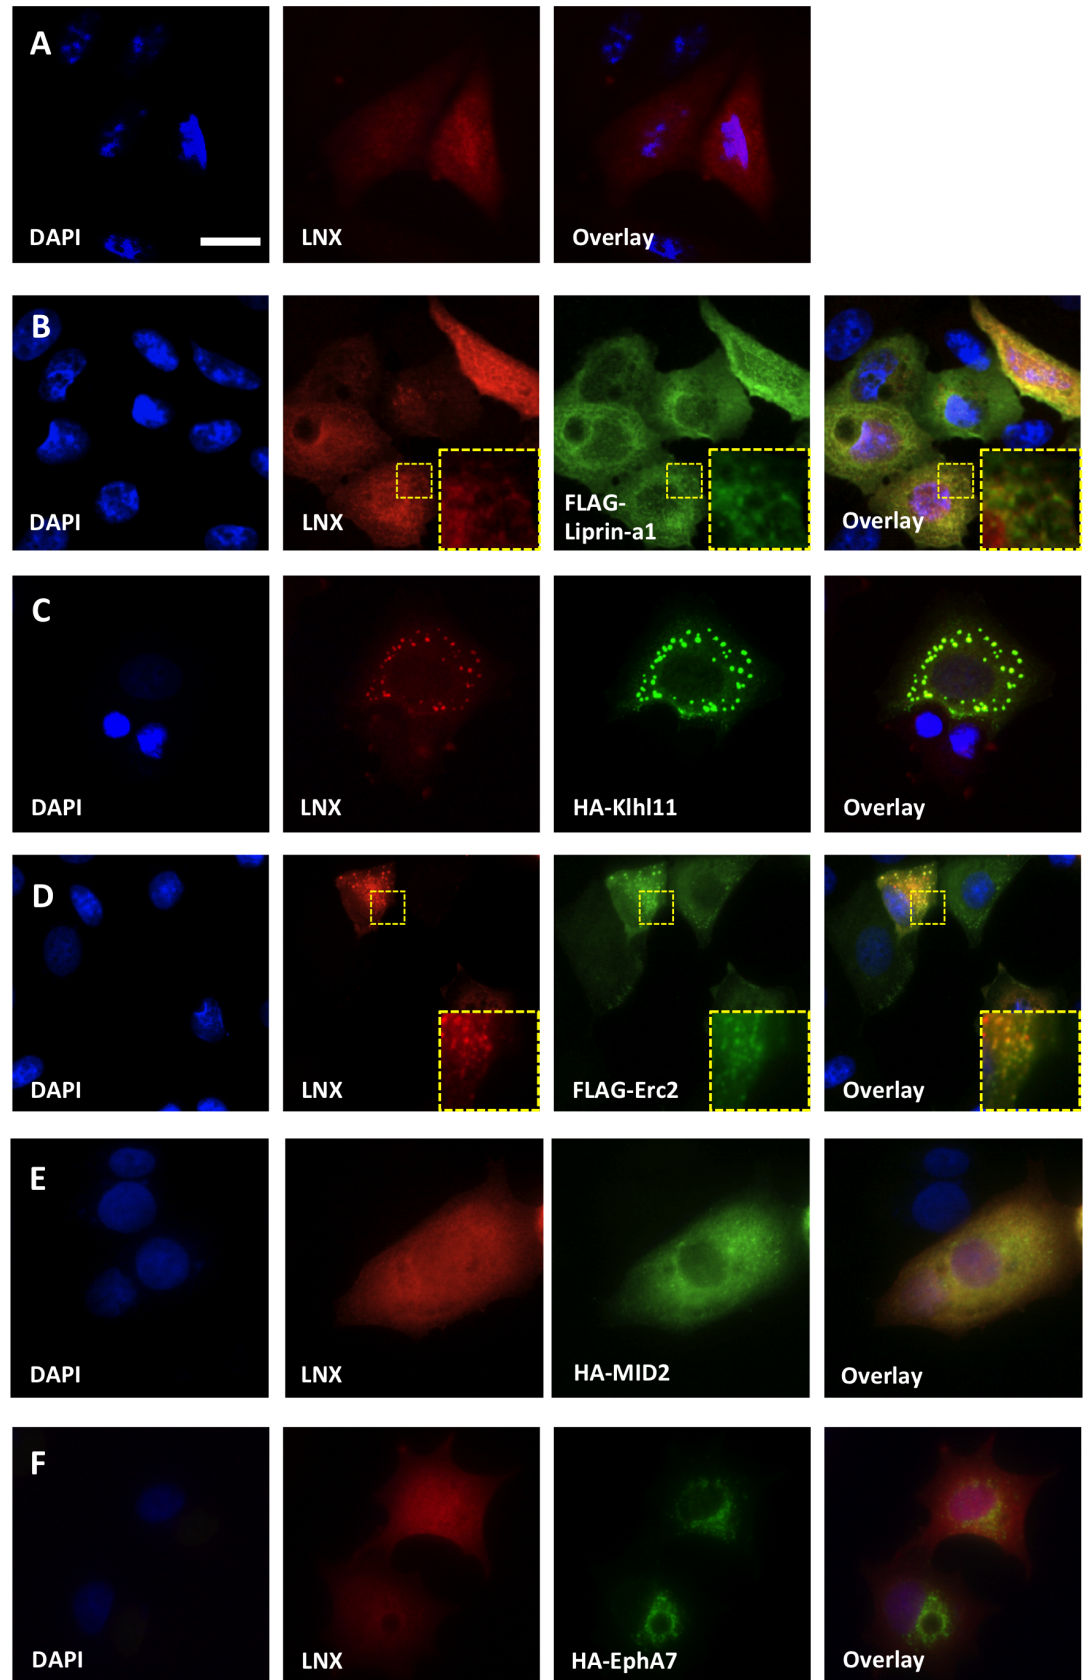 A
DAPI
LNX
Overlay
B
DAPI
LNX
FLAG-
Liprin-a1
Overlay
C
DAPI
LNX
HA-Klhl11
Overlay
D
DAPI
LNX
FLAG-Erc2
Overlay
E
DAPI
LNX
HA-MID2
Overlay
F
DAPI
LNX
HA-EphA7
Overlay